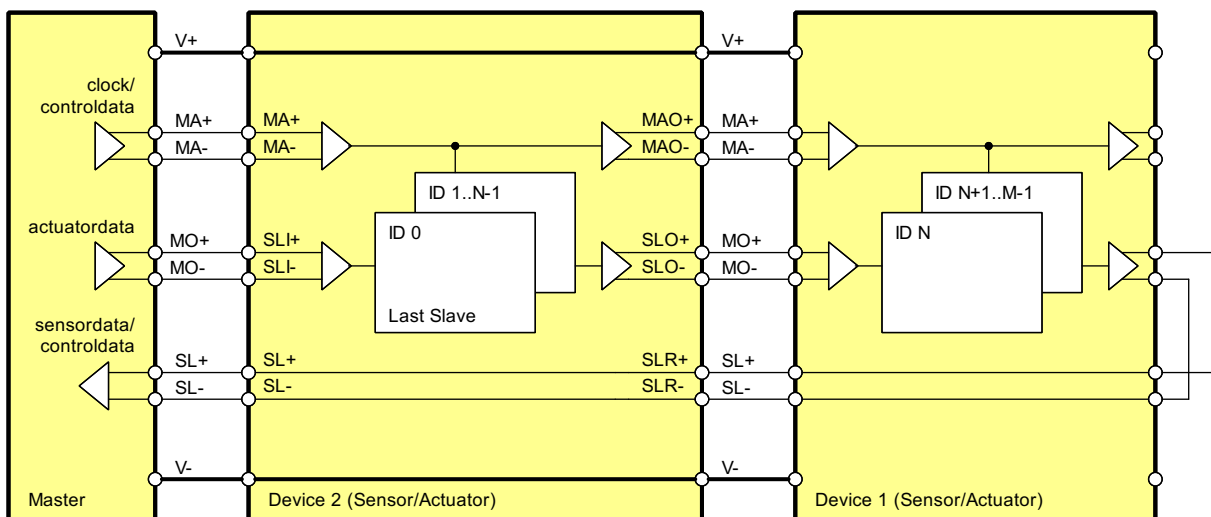 V+
V+
clock/
controldata
MA+
MA+
MAO+
MA+
MA-
MA-
MAO-
MA-
ID 1..N-1
ID N+1..M-1
actuatordata
ID 0
ID N
MO+
SLI+
SLO+
MO+
MO-
SLI-
SLO-
MO-
Last Slave
sensordata/
controldata
SL+
SL+
SLR+
SL+
SL-
SL-
SLR-
SL-
V-
V-
Master
Device 2 (Sensor/Actuator)
Device 1 (Sensor/Actuator)